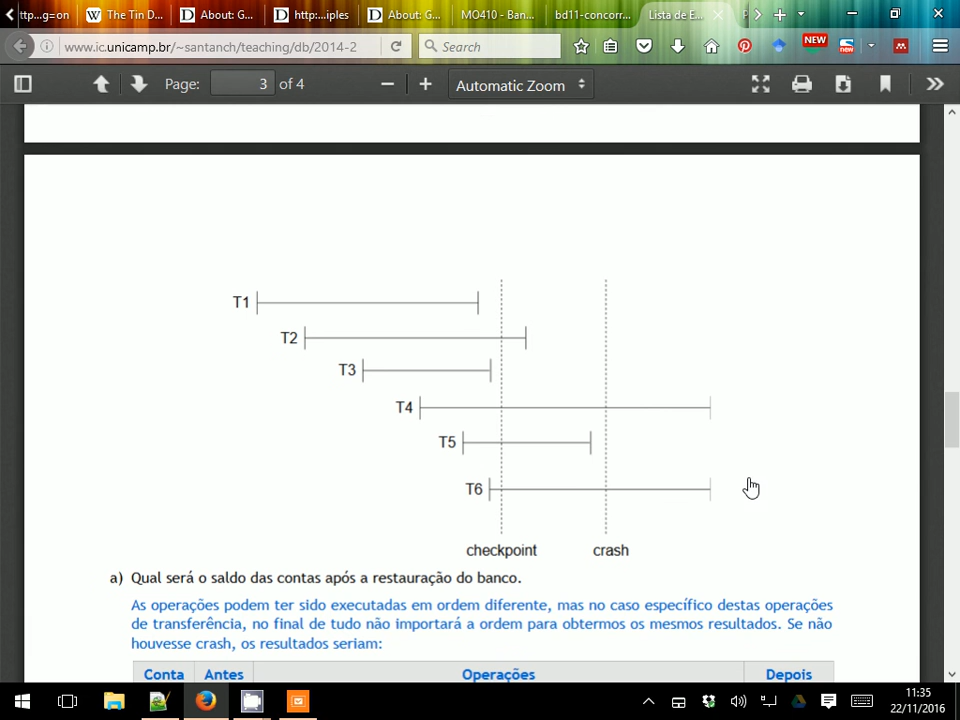 ttp...g=on
The Tin D...
About: G...
http:...iples
About: G...
MO410 - Ban...
bd11-concorr...
Lista de E...
www.ic.unicamp.br/~santanch/teaching/db/2014-2
Search
NEW
NEW
Page: 3 of 4
Automatic Zoom
T1
T2
T3
T4
T5
T6
checkpoint
crash
a) Qual será o saldo das contas após a restauração do banco.
As operações podem ter sido executadas em ordem diferente, mas no caso específico destas operações
de transferência, no final de tudo não importará a ordem para obtermos os mesmos resultados. Se não
houvesse crash, os resultados seriam:
Conta Antes Operações Depois
11:35
22/11/2016